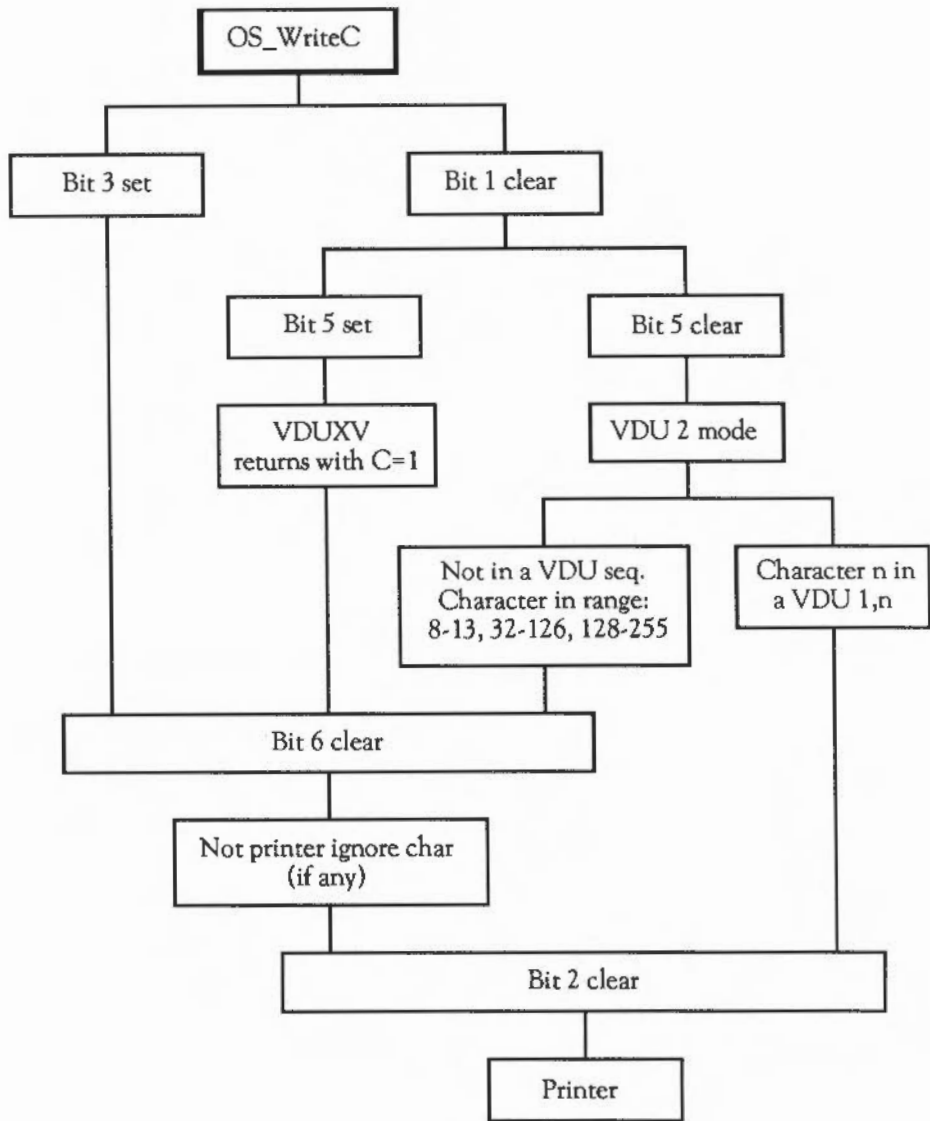 OS_WriteC
Bit 3 set
Bit 1 clear
Bit 5 set
Bit 5 clear
VDUXV
returns with C=1
VDU 2 mode
Not in a VDU seq.
Character in range:
8-13, 32-126, 128-255
Character n in
a VDU 1,n
Bit 6 clear
Not printer ignore char
(if any)
Bit 2 clear
Printer